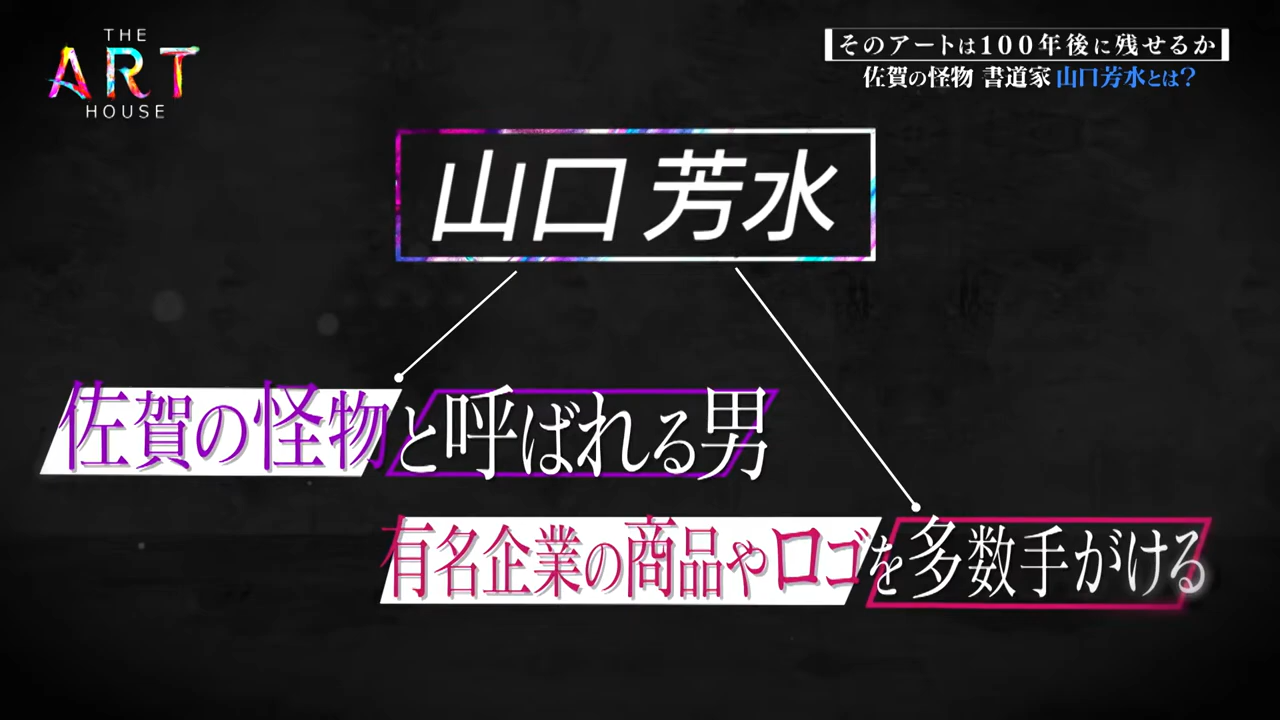 THE
ART
HOUSE
そのアートは100年後に残せるか
佐賀の怪物 書道家 山口芳水とは?
山口 芳水
佐賀の怪物と呼ばれる男
有名企業の商品やロゴを多数手がける